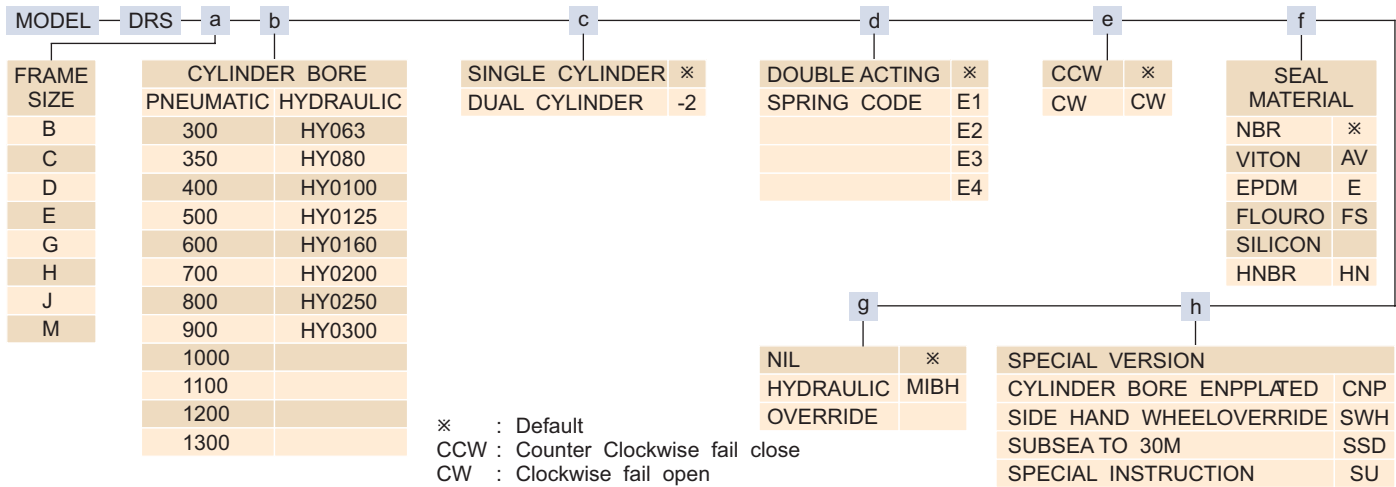 MODEL DRS a b c d e f
FRAME SIZE
B
C
D
E
G
H
J
M
CYLINDER BORE
PNEUMATIC HYDRAULIC
300 HY063
350 HY080
400 HY0100
500 HY0125
600 HY0160
700 HY0200
800 HY0250
900 HY0300
1000
1100
1200
1300
SINGLE CYLINDER ※
DUAL CYLINDER -2
DOUBLE ACTING ※
SPRING CODE E1
E2
E3
E4
CCW ※
CW CW
SEAL
MATERIAL
NBR ※
VITON AV
EPDM E
FLOURO FS
SILICON
HNBR HN
g h
NIL ※
HYDRAULIC MIBH
OVERRIDE
SPECIAL VERSION
CYLINDER BORE ENPPLATED CNP
SIDE HAND WHEELOVERRIDE SWH
SUBSEA TO 30M SSD
SPECIAL INSTRUCTION SU
※ : Default
CCW : Counter Clockwise fail close
CW : Clockwise fail open